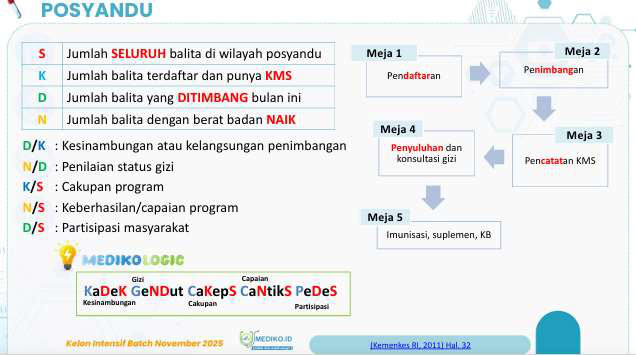 POSYANDU
S Jumlah SELURUH balita di wilayah posyandu
K Jumlah balita terdaftar dan punya KMS
D Jumlah balita yang DITIMBANG bulan ini
N Jumlah balita dengan berat badan NAIK
D/K : Kesinambungan atau kelangsungan penimbangan
N/D : Penilaian status gizi
K/S : Cakupan program
N/S : Keberhasilan/capaian program
D/S : Partisipasi masyarakat
MEDIKOLOGIC
Gizi Capaian
KaDeK GeNDut CaKepS CaNtikS PeDeS
Kesinambungan Cakupan Partisipasi
Meja 1
Pendaftaran
Meja 2
Penimbangan
Meja 3
Pencatatan KMS
Meja 4
Penyuluhan dan
konsultasi gizi
Meja 5
Imunisasi, suplemen, KB
Kelan Intensif Batch November 2025
MEDIKO.ID
(Kemenkes RI, 2011) Hal. 32